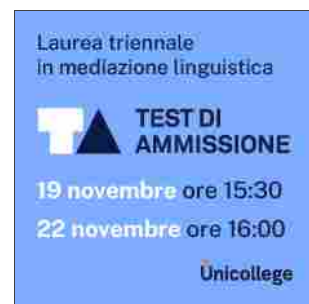 Laurea triennale
in mediazione linguistica
TA TEST DI
AMMISSIONE
19 novembre ore 15:30
22 novembre ore 16:00
Unicollege